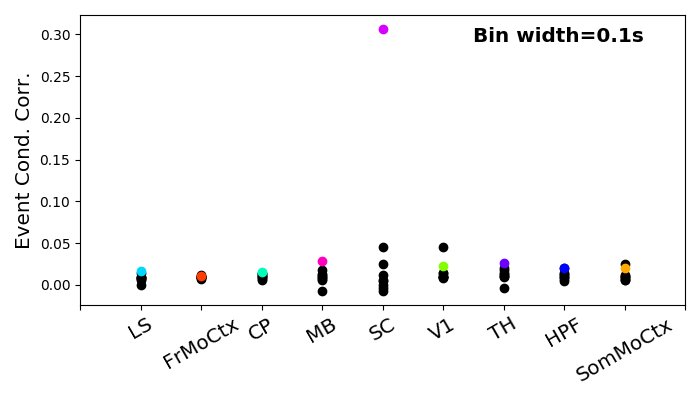 Bin width=0.1s
Event Cond. Corr.
0.30
0.25
0.20
0.15
0.10
0.05
0.00
LS
FrMoCtx
CP
MB
SC
V1
TH
HPF
SomMoCtx